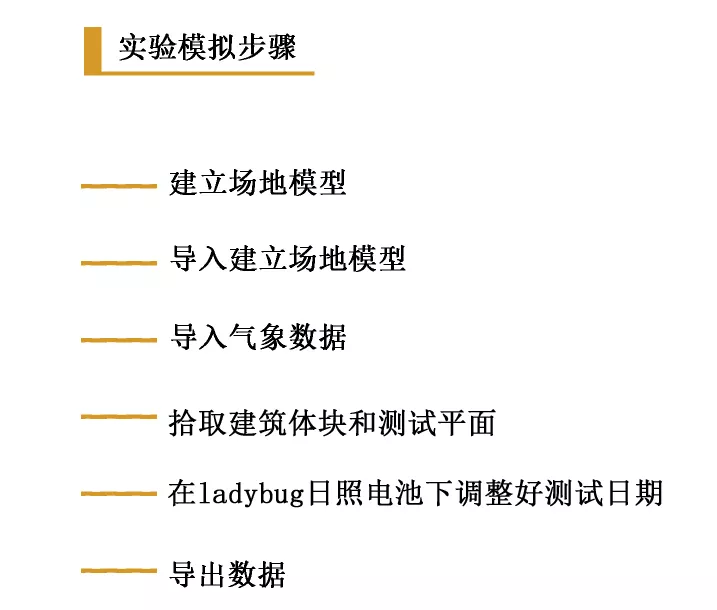 实验模拟步骤
建立场地模型
导入建立场地模型
导入气象数据
拾取建筑体块和测试平面
在ladybug日照电池下调整好测试日期
导出数据